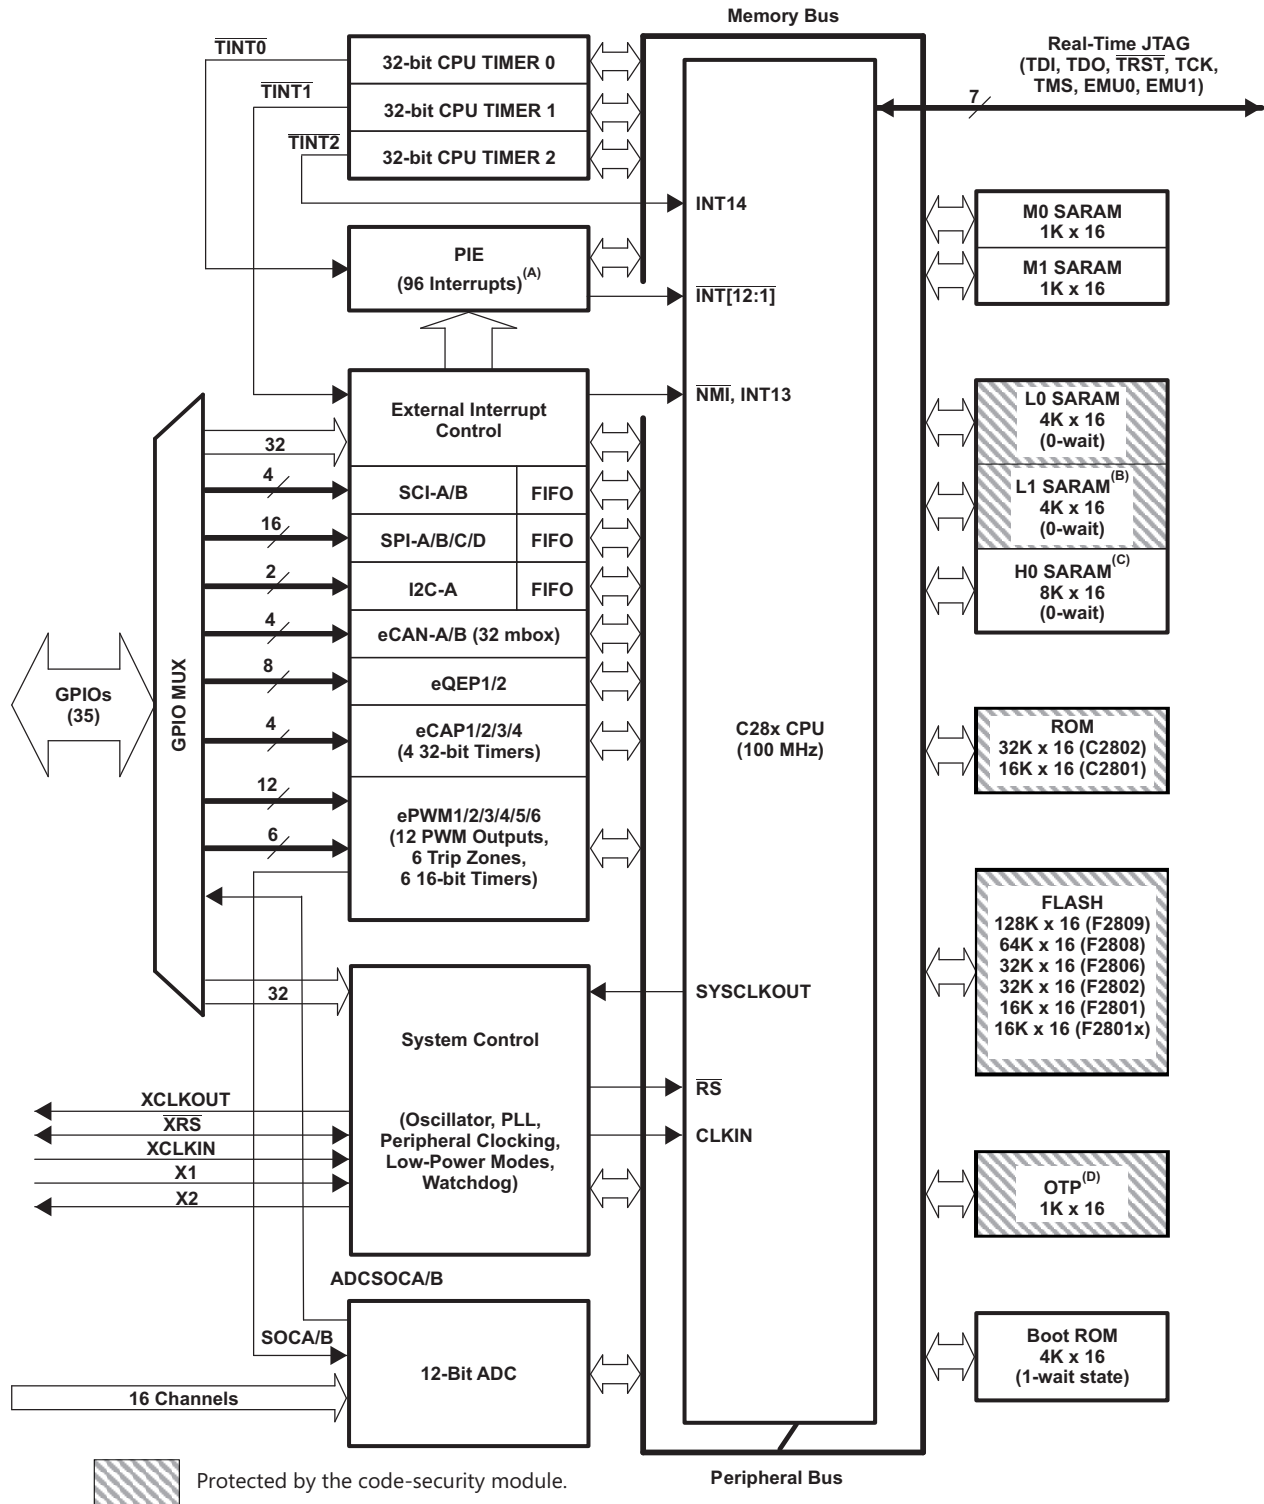 Memory Bus
TINT0
32-bit CPU TIMER 0
TINT1
32-bit CPU TIMER 1
TINT2
32-bit CPU TIMER 2
Real-Time JTAG
(TDI, TDO, TRST, TCK,
TMS, EMU0, EMU1)
7
INT14
PIE
(96 Interrupts)(A)
INT[12:1]
M0 SARAM
1K x 16
M1 SARAM
1K x 16
External Interrupt
Control
NMI, INT13
32
4
SCI-A/B
FIFO
16
SPI-A/B/C/D
FIFO
2
I2C-A
FIFO
4
eCAN-A/B (32 mbox)
8
eQEP1/2
4
eCAP1/2/3/4
(4 32-bit Timers)
12
6
ePWM1/2/3/4/5/6
(12 PWM Outputs,
6 Trip Zones,
6 16-bit Timers)
GPIOs
(35)
GPIO MUX
C28x CPU
(100 MHz)
L0 SARAM
4K x 16
(0-wait)
L1 SARAM(B)
4K x 16
(0-wait)
H0 SARAM(C)
8K x 16
(0-wait)
ROM
32K x 16 (C2802)
16K x 16 (C2801)
FLASH
128K x 16 (F2809)
64K x 16 (F2808)
32K x 16 (F2806)
32K x 16 (F2802)
16K x 16 (F2801)
16K x 16 (F2801x)
32
SYSCLKOUT
System Control
RS
(Oscillator, PLL,
Peripheral Clocking,
Low-Power Modes,
Watchdog)
CLKIN
XCLKOUT
XRS
XCLKIN
X1
X2
OTP(D)
1K x 16
ADCSOCA/B
SOCA/B
12-Bit ADC
16 Channels
Boot ROM
4K x 16
(1-wait state)
Peripheral Bus
Protected by the code-security module.